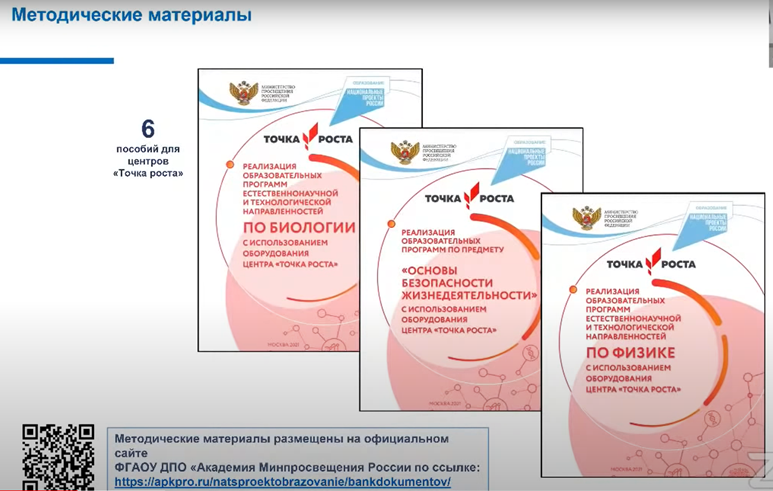 Методические материалы
6
пособий для
центров
«Точка роста»
МИНИСТЕРСТВО
ПРОСВЕЩЕНИЯ
РОССИЙСКОЙ
ФЕДЕРАЦИИ
ОБРАЗОВАНИЕ
НАЦИОНАЛЬНЫЕ
ПРОЕКТЫ
РОССИИ
ТОЧКА РОСТА
РЕАЛИЗАЦИЯ
ОБРАЗОВАТЕЛЬНЫХ
ПРОГРАММ
ЕСТЕСТВЕННОНАУЧНОЙ
И ТЕХНОЛОГИЧЕСКОЙ
НАПРАВЛЕННОСТЕЙ
ПО БИОЛОГИИ
С ИСПОЛЬЗОВАНИЕМ
ОБОРУДОВАНИЯ
ЦЕНТРА «ТОЧКА РОСТА»
МОСКВА 2021
МИНИСТЕРСТВО
ПРОСВЕЩЕНИЯ
РОССИЙСКОЙ
ФЕДЕРАЦИИ
ОБРАЗОВАНИЕ
НАЦИОНАЛЬНЫЕ
ПРОЕКТЫ
РОССИИ
ТОЧКА РОСТА
РЕАЛИЗАЦИЯ
ОБРАЗОВАТЕЛЬНЫХ
ПРОГРАММ ПО ПРЕДМЕТУ
«ОСНОВЫ
БЕЗОПАСНОСТИ
ЖИЗНЕДЕЯТЕЛЬНОСТИ»
С ИСПОЛЬЗОВАНИЕМ
ОБОРУДОВАНИЯ
ЦЕНТРА «ТОЧКА РОСТА»
МОСКВА 2021
МИНИСТЕРСТВО
ПРОСВЕЩЕНИЯ
РОССИЙСКОЙ
ФЕДЕРАЦИИ
ОБРАЗОВАНИЕ
НАЦИОНАЛЬНЫЕ
ПРОЕКТЫ
РОССИИ
ТОЧКА РОСТА
РЕАЛИЗАЦИЯ
ОБРАЗОВАТЕЛЬНЫХ
ПРОГРАММ
ЕСТЕСТВЕННОНАУЧНОЙ
И ТЕХНОЛОГИЧЕСКОЙ
НАПРАВЛЕННОСТЕЙ
ПО ФИЗИКЕ
С ИСПОЛЬЗОВАНИЕМ
ОБОРУДОВАНИЯ
ЦЕНТРА «ТОЧКА РОСТА»
МОСКВА 2021
Методические материалы размещены на официальном
сайте
ФГАОУ ДПО «Академия Минпросвещения России по ссылке:
https://apkpro.ru/natsproektobrazovanie/bankdokumentov/